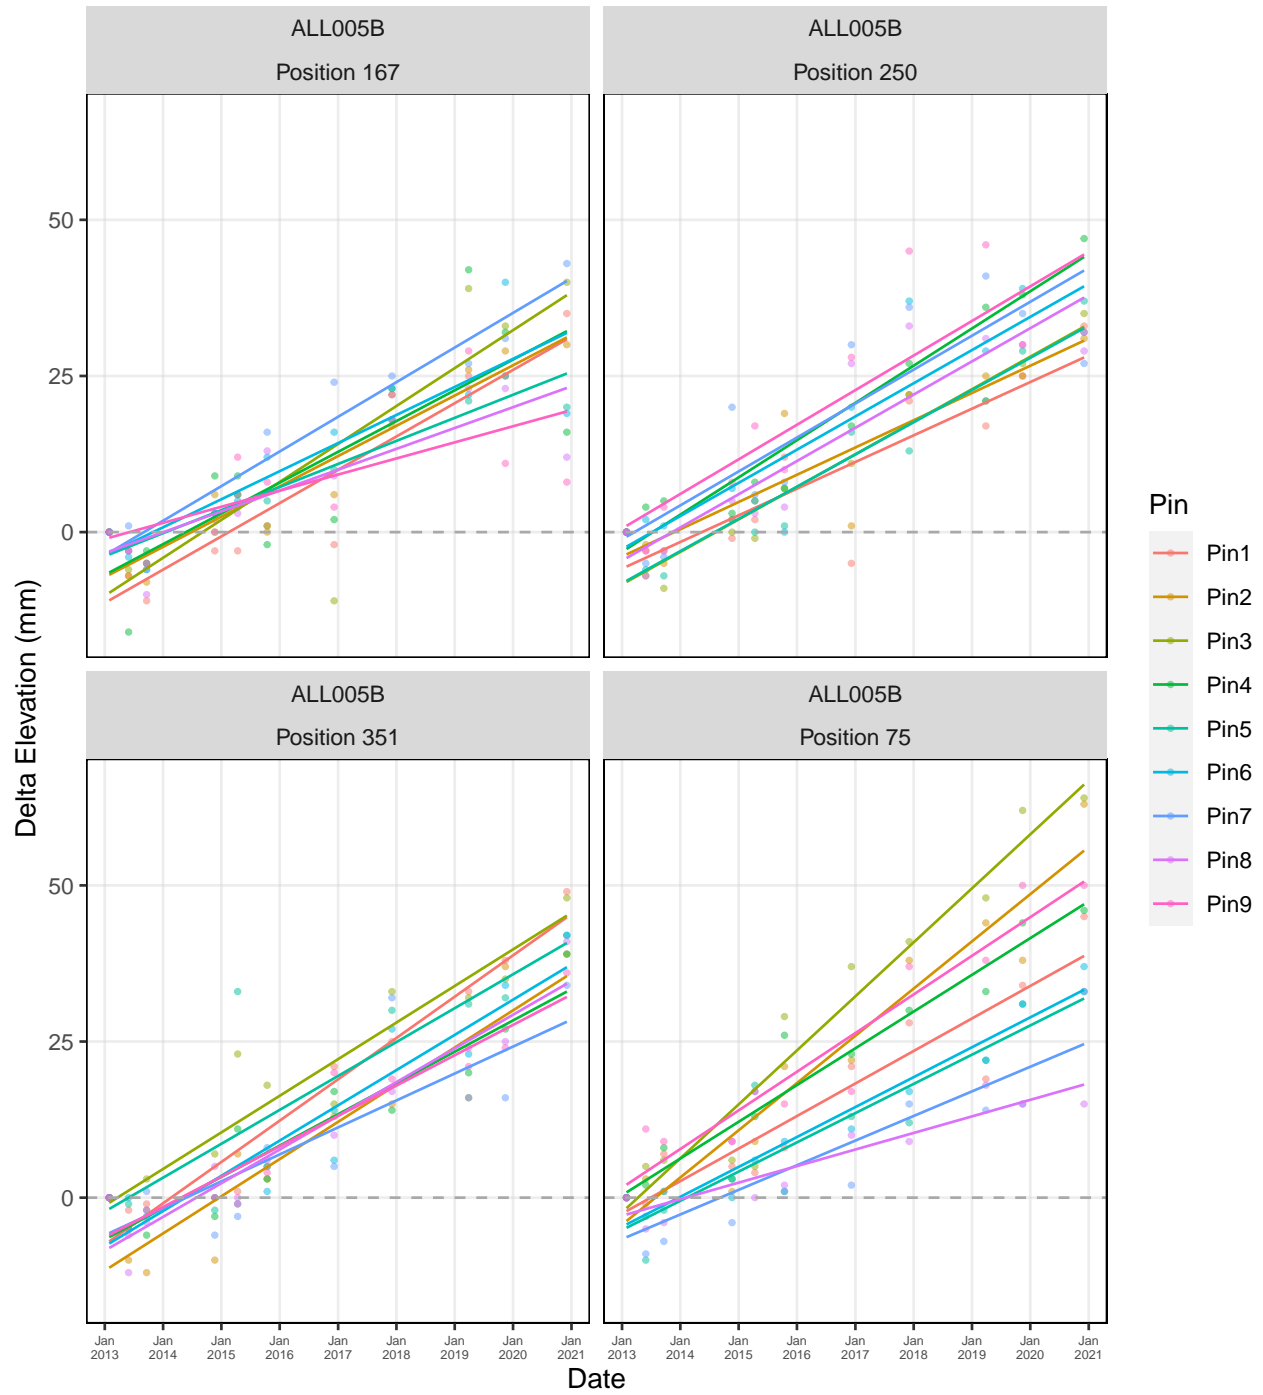 ALL005B
Position 167
ALL005B
Position 250
50
25
0
ALL005B
Position 351
ALL005B
Position 75
50
25
0
Delta Elevation (mm)
Jan 2013
Jan 2014
Jan 2015
Jan 2016
Jan 2017
Jan 2018
Jan 2019
Jan 2020
Jan 2021
Jan 2013
Jan 2014
Jan 2015
Jan 2016
Jan 2017
Jan 2018
Jan 2019
Jan 2020
Jan 2021
Date
Pin
Pin1
Pin2
Pin3
Pin4
Pin5
Pin6
Pin7
Pin8
Pin9